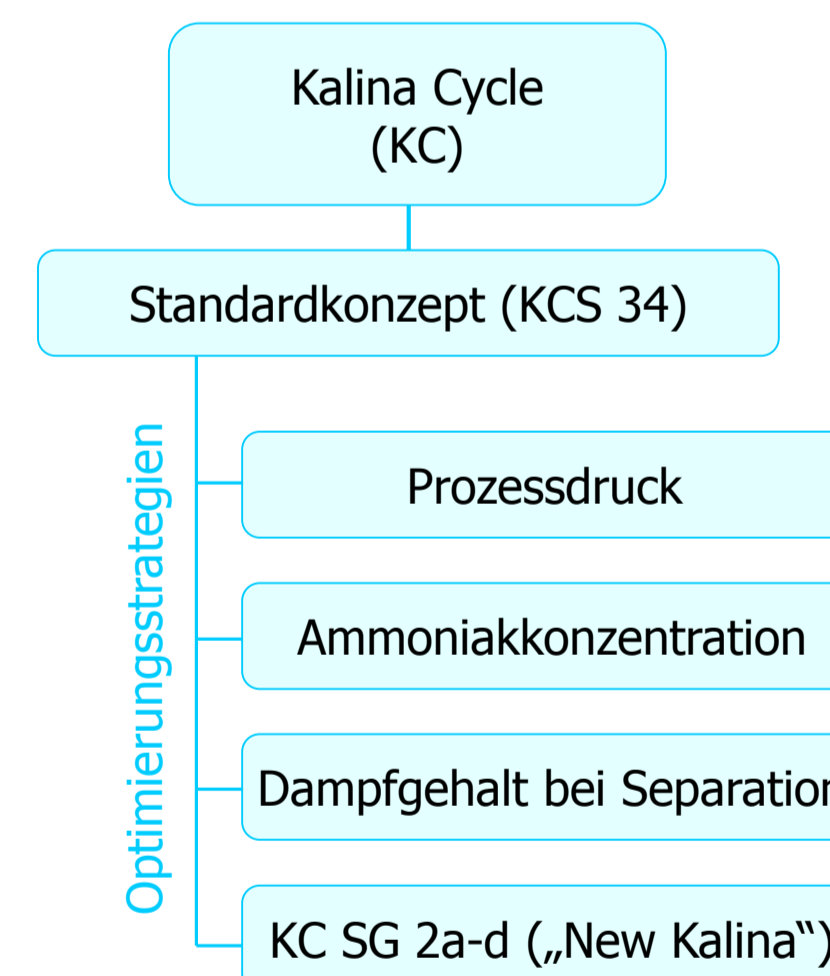 Kalina Cycle
(KC)
Standardkonzept (KCS 34)
Optimierungsstrategien
Prozessdruck
Ammoniakkonzentration
Dampfgehalt bei Separation
KC SG 2a-d („New Kalina“)